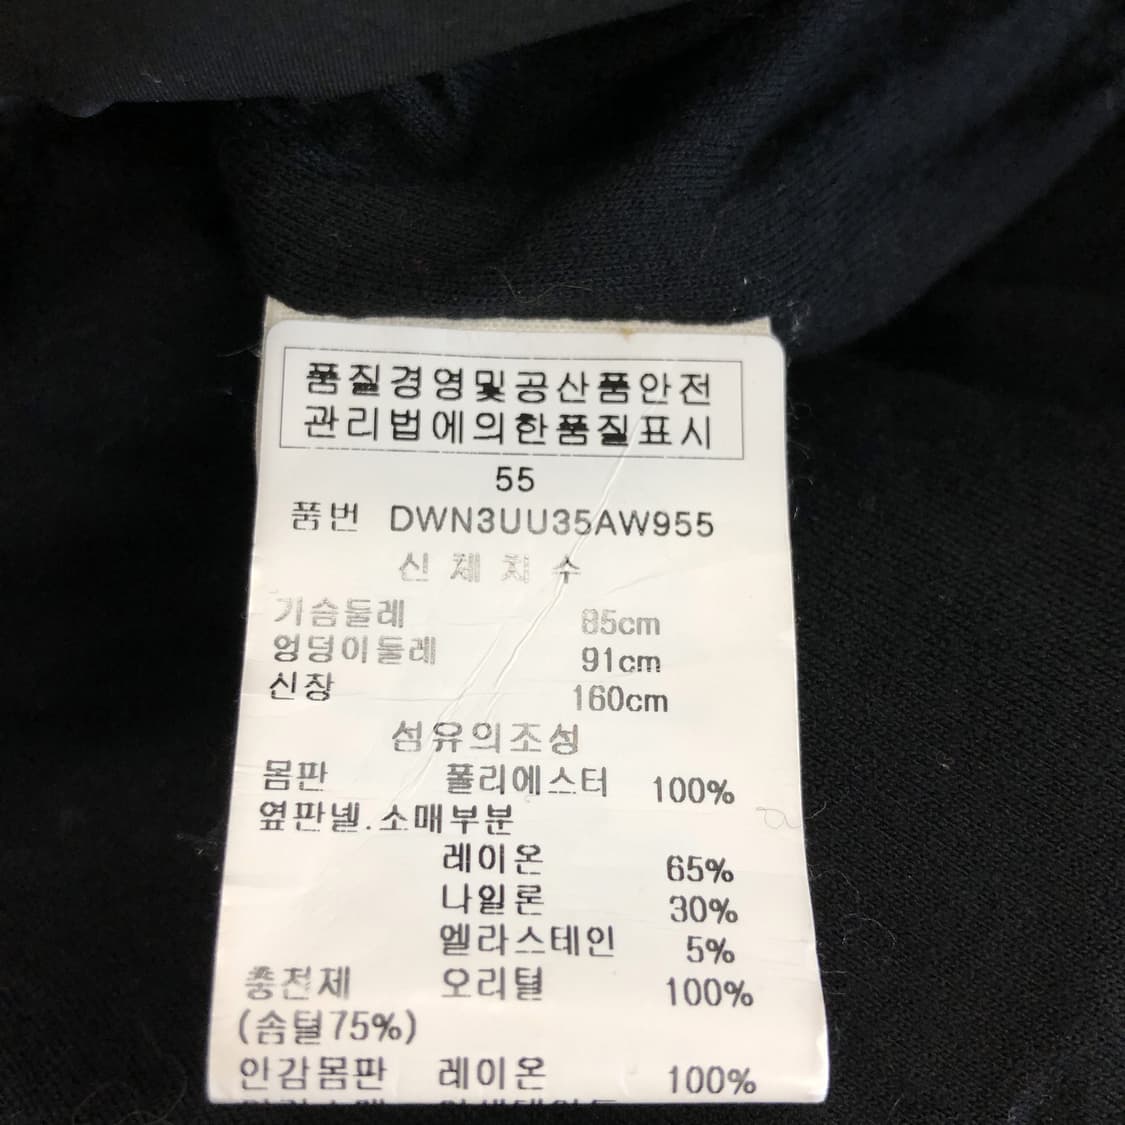 품질경영및공산품안전
관리법에의한품질표시
55
품번 DWN3UU35AW955
신체치수
가슴둘레 85cm
엉덩이둘레 91cm
신장 160cm
섬유의조성
몸판 폴리에스터 100%
옆판넬.소매부분
레이온 65%
나일론 30%
엘라스테인 5%
충전제 오리털 100%
(솜털75%)
안감몸판 레이온 100%